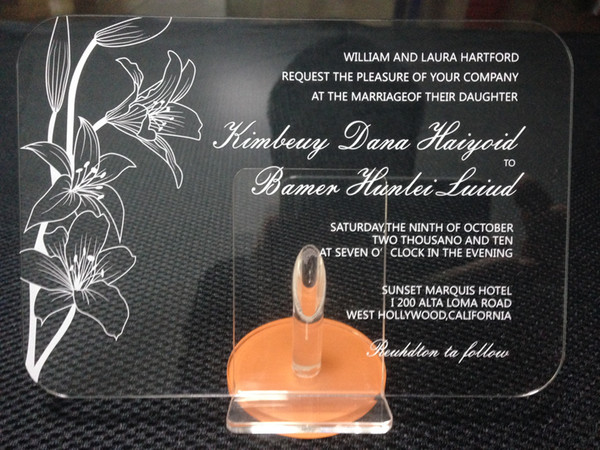 WILLIAM AND LAURA HARTFORD
REQUEST THE PLEASURE OF YOUR COMPANY
AT THE MARRIAGEOF THEIR DAUGHTER
Kimbeuy Dana Haiyoid
TO
Bamer Hunlei Luiud
SATURDAY,THE NINTH OF OCTOBER
TWO THOUSAND AND TEN
AT SEVEN O'CLOCK IN THE EVENING
SUNSET MARQUIS HOTEL
1200 ALTA LOMA ROAD
WEST HOLLYWOOD,CALIFORNIA
Reuhdton ta follow